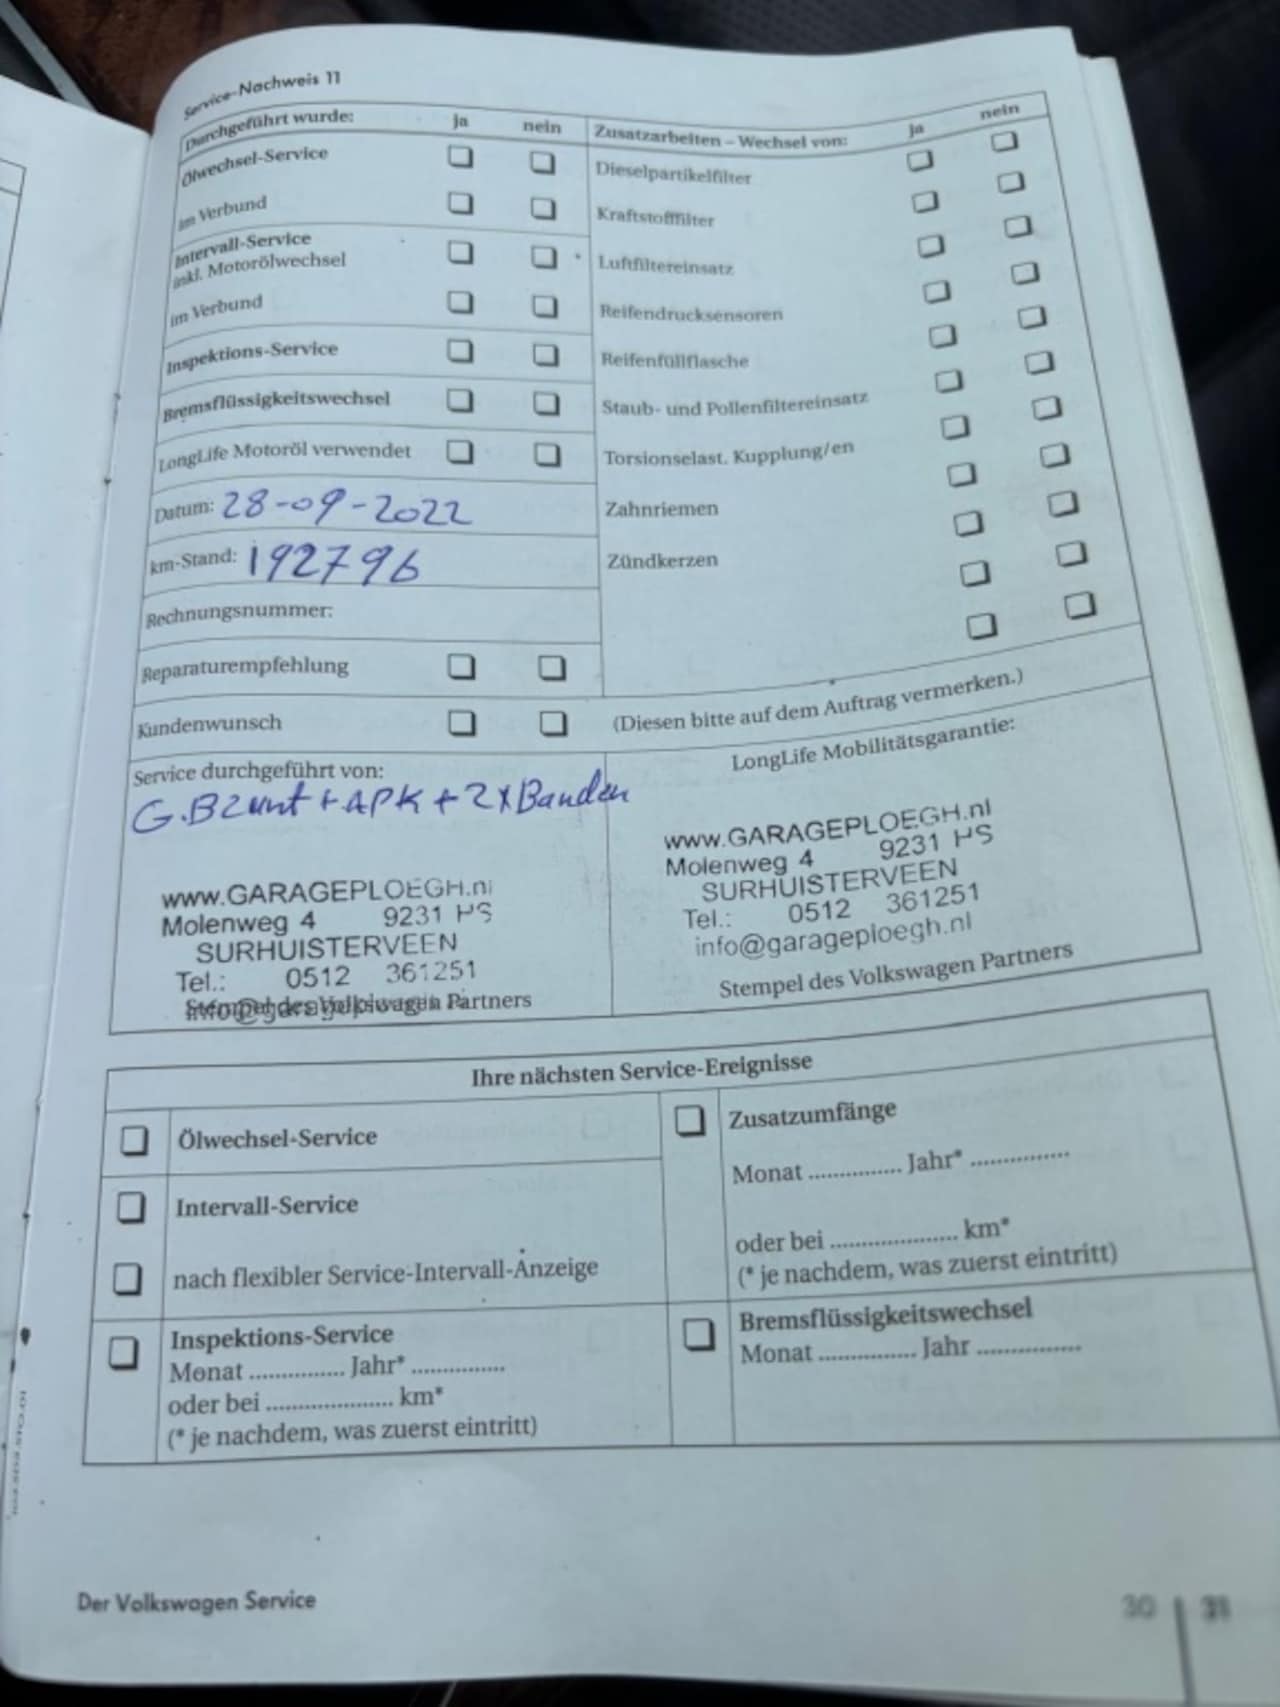 Service-Nachweis 11
Durchgeführt wurde: ja nein
Ölwechsel-Service
im Verbund
Intervall-Service
inkl. Motorölwechsel
im Verbund
Inspektions-Service
Bremsflüssigkeitswechsel
LongLife Motoröl verwendet
Datum: 28-09-2022
km-Stand: 192796
Rechnungsnummer:
Reparaturempfehlung
Kundenwunsch
Zusatzarbeiten – Wechsel von: ja nein
Dieselpartikelfilter
Kraftstofffilter
Luftfiltereinsatz
Reifendrucksensoren
Reifenfüllflasche
Staub- und Pollenfiltereinsatz
Torsionselast. Kupplung/en
Zahnriemen
Zündkerzen
(Diesen bitte auf dem Auftrag vermerken.)
Service durchgeführt von:
+ APK + 2x Banden
www.GARAGEPLOEGH.nl
Molenweg 4 9231 HS
SURHUISTERVEEN
Tel.: 0512 361251
Stempel des Volkswagen Partners
LongLife Mobilitätsgarantie:
www.GARAGEPLOEGH.nl
Molenweg 4 9231 HS
SURHUISTERVEEN
Tel.: 0512 361251
info@garageploegh.nl
Stempel des Volkswagen Partners
Ihre nächsten Service-Ereignisse
Ölwechsel-Service
Intervall-Service
nach flexibler Service-Intervall-Anzeige
Inspektions-Service
Monat ............... Jahr* ...............
oder bei .................... km*
(* je nachdem, was zuerst eintritt)
Zusatzumfänge
Monat ............... Jahr* ...............
oder bei .................... km*
(* je nachdem, was zuerst eintritt)
Bremsflüssigkeitswechsel
Monat ............... Jahr ................
Der Volkswagen Service
30 31